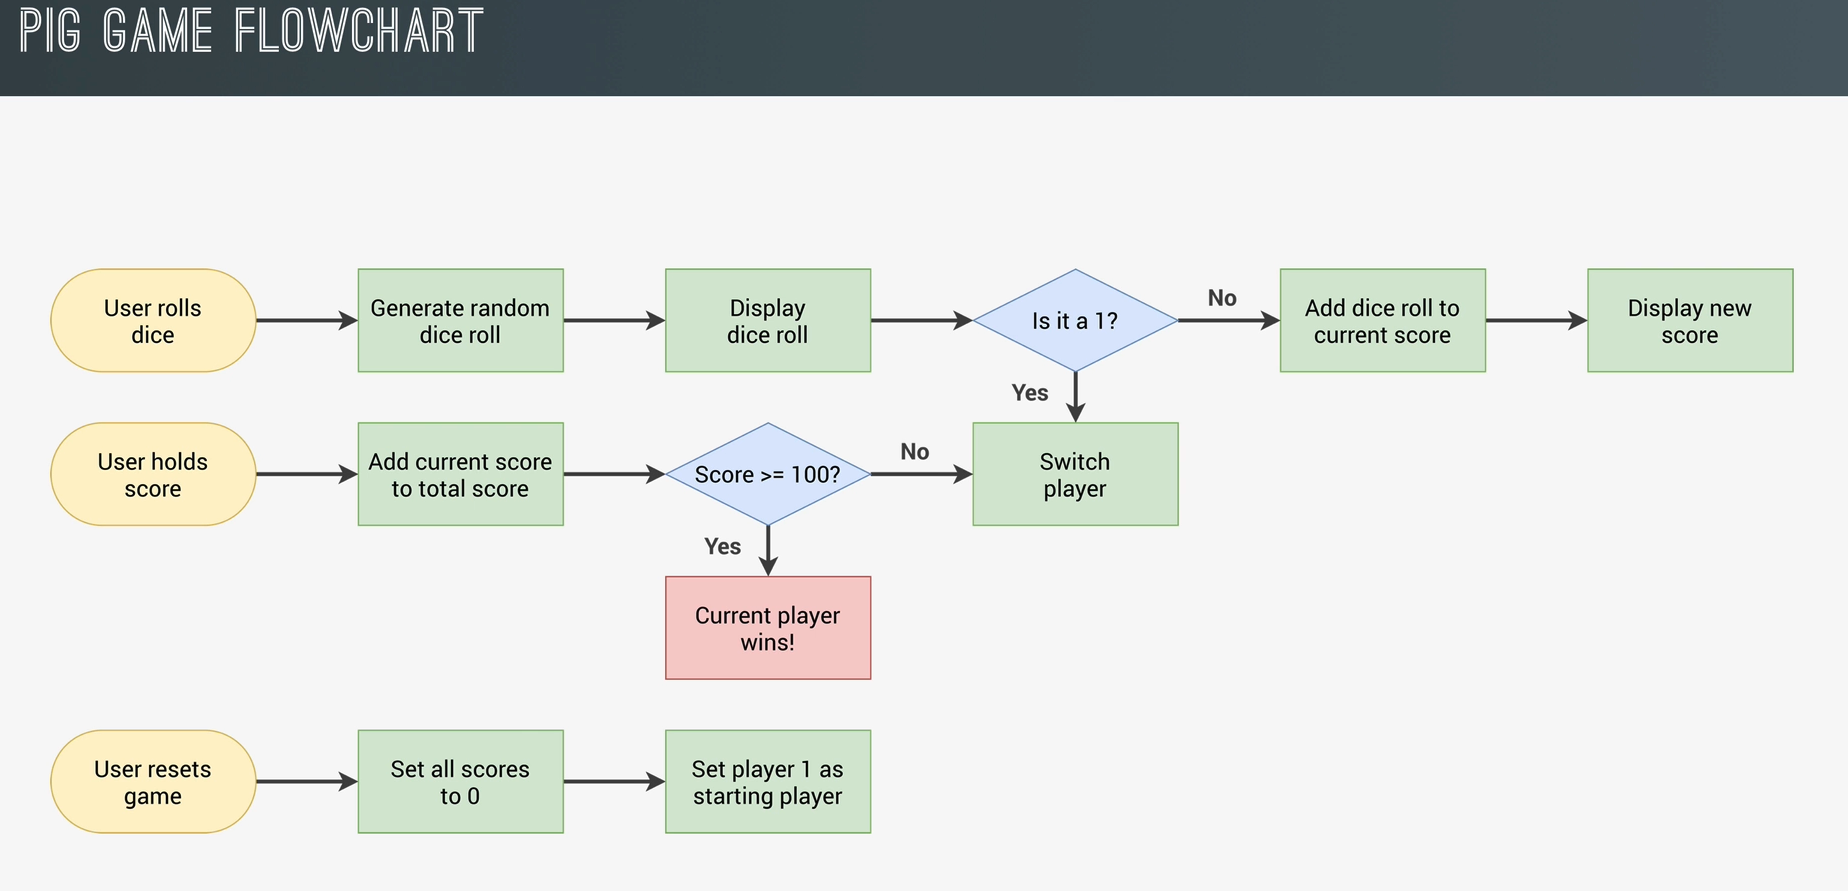 PIG GAME FLOWCHART
User rolls
dice
Generate random
dice roll
Display
dice roll
Is it a 1?
No
Add dice roll to
current score
Display new
score
Yes
User holds
score
Add current score
to total score
Score >= 100?
No
Switch
player
Yes
Current player
wins!
User resets
game
Set all scores
to 0
Set player 1 as
starting player